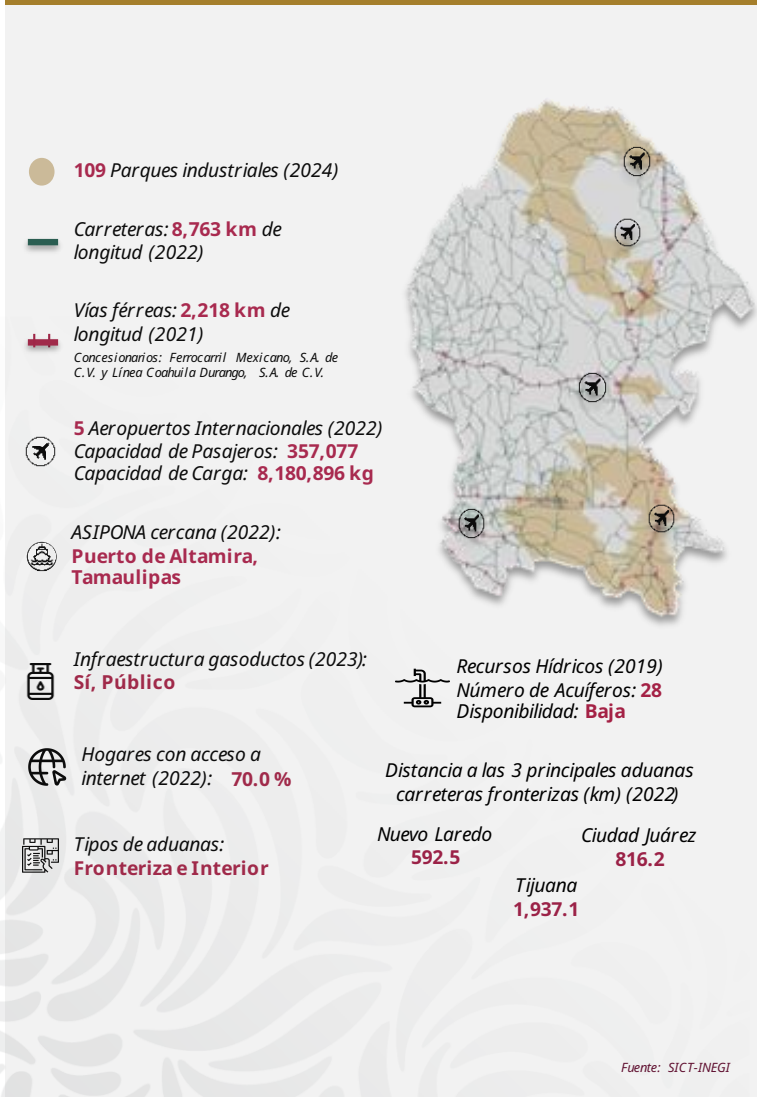 109 Parques industriales (2024)
Carreteras: 8,763 km de
longitud (2022)
Vías férreas: 2,218 km de
longitud (2021)
Concesionarios: Ferrocarril Mexicano, S.A. de
C.V. y Línea Coahuila Durango, S.A. de C.V.
5 Aeropuertos Internacionales (2022)
Capacidad de Pasajeros: 357,077
Capacidad de Carga: 8,180,896 kg
ASIPONA cercana (2022):
Puerto de Altamira,
Tamaulipas
Infraestructura gasoductos (2023):
Sí, Público
Hogares con acceso a
internet (2022): 70.0 %
Tipos de aduanas:
Fronteriza e Interior
Recursos Hídricos (2019)
Número de Acuíferos: 28
Disponibilidad: Baja
Distancia a las 3 principales aduanas
carreteras fronterizas (km) (2022)
Nuevo Laredo
592.5
Ciudad Juárez
816.2
Tijuana
1,937.1
Fuente: SICT-INEGI